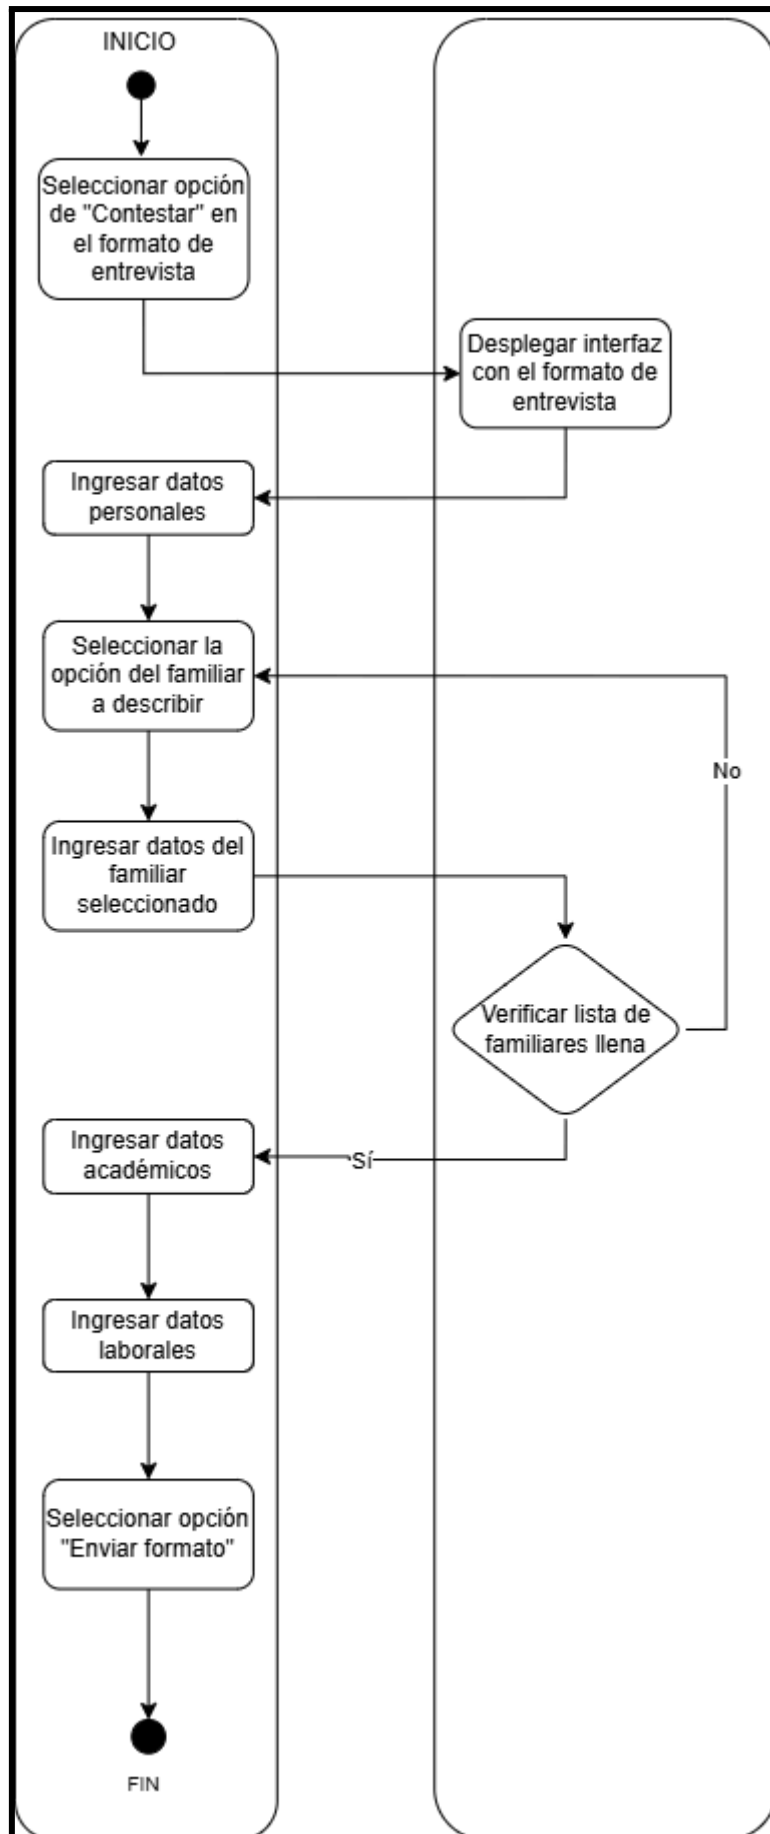 INICIO
Seleccionar opción
de "Contestar" en
el formato de
entrevista
Desplegar interfaz
con el formato de
entrevista
Ingresar datos
personales
Seleccionar la
opción del familiar
a describir
No
Ingresar datos del
familiar
seleccionado
Verificar lista de
familiares llena
Ingresar datos
académicos
Sí
Ingresar datos
laborales
Seleccionar opción
"Enviar formato"
FIN